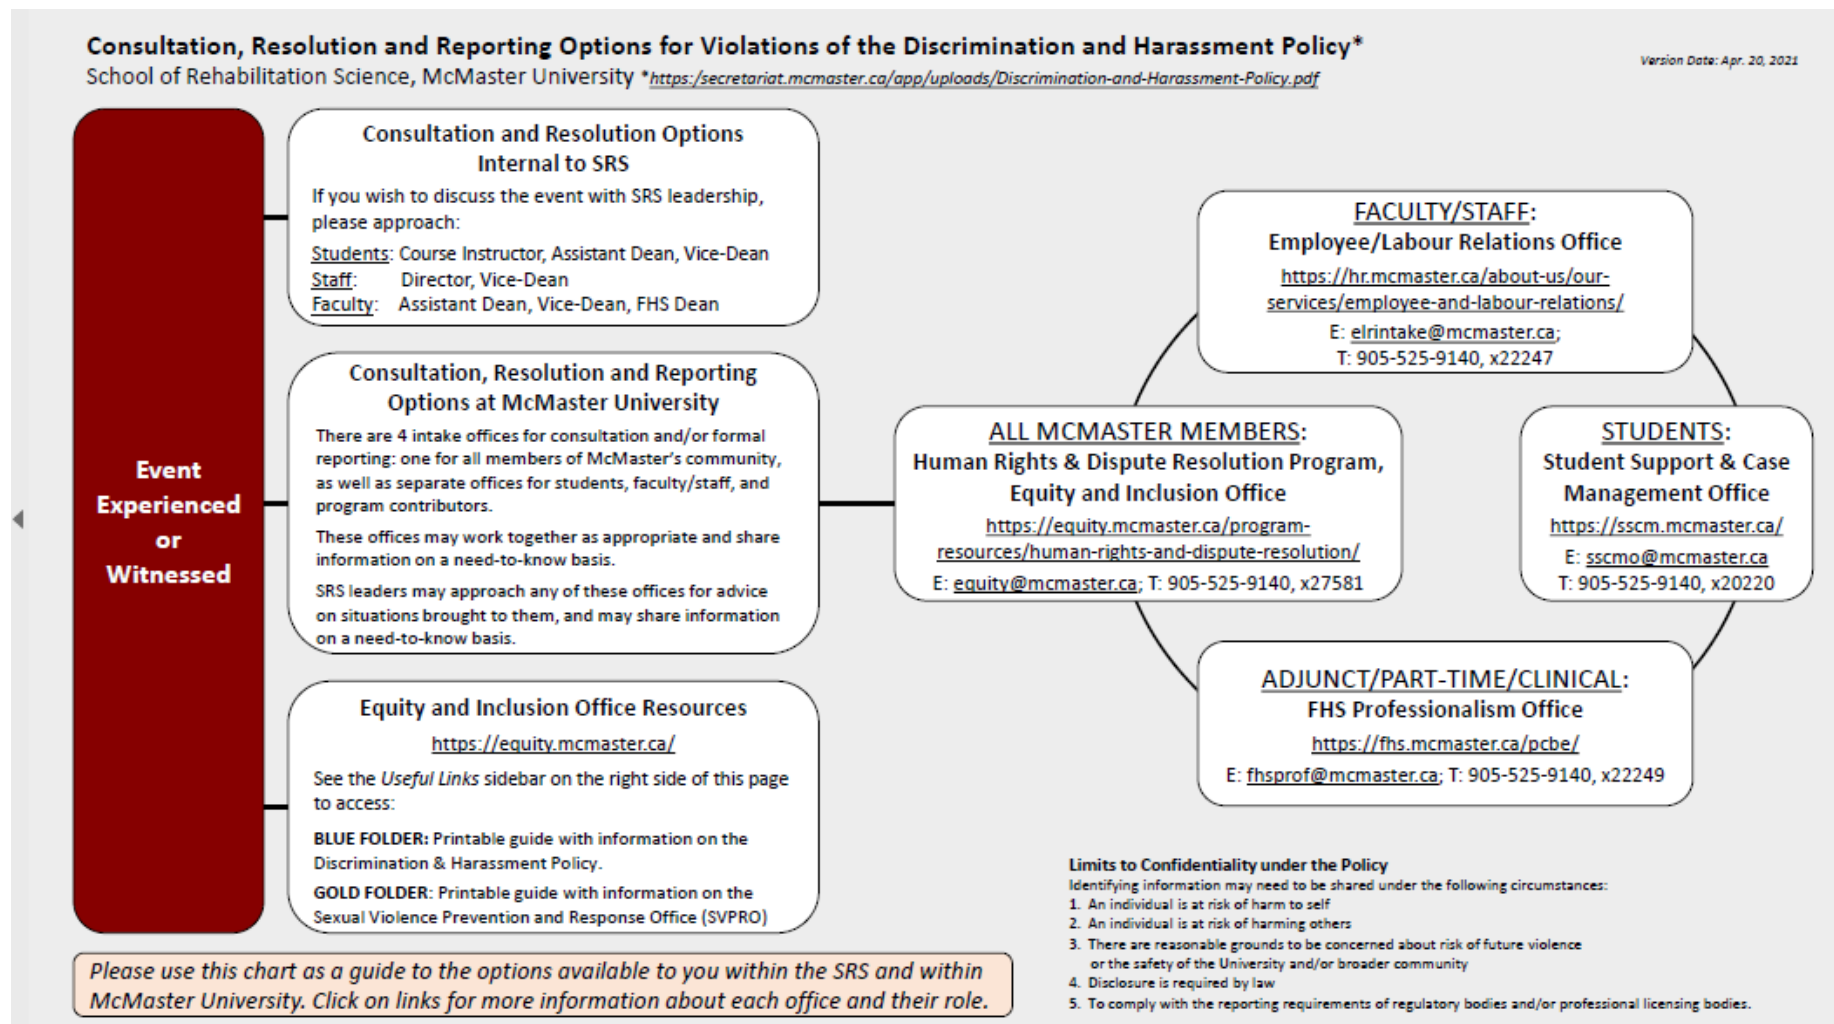 Consultation, Resolution and Reporting Options for Violations of the Discrimination and Harassment Policy*
School of Rehabilitation Science, McMaster University *https:/secretariat.mcmaster.ca/app/uploads/Discrimination-and-Harassment-Policy.pdf
Version Date: Apr. 20, 2021
Event
Experienced
or
Witnessed
Consultation and Resolution Options
Internal to SRS
If you wish to discuss the event with SRS leadership,
please approach:
Students: Course Instructor, Assistant Dean, Vice-Dean
Staff: Director, Vice-Dean
Faculty: Assistant Dean, Vice-Dean, FHS Dean
Consultation, Resolution and Reporting
Options at McMaster University
There are 4 intake offices for consultation and/or formal
reporting: one for all members of McMaster's community,
as well as separate offices for students, faculty/staff, and
program contributors.
These offices may work together as appropriate and share
information on a need-to-know basis.
SRS leaders may approach any of these offices for advice
on situations brought to them, and may share information
on a need-to-know basis.
Equity and Inclusion Office Resources
https://equity.mcmaster.ca/
See the Useful Links sidebar on the right side of this page
to access:
BLUE FOLDER: Printable guide with information on the
Discrimination & Harassment Policy.
GOLD FOLDER: Printable guide with information on the
Sexual Violence Prevention and Response Office (SVPRO)
FACULTY/STAFF:
Employee/Labour Relations Office
https://hr.mcmaster.ca/about-us/our-
services/employee-and-labour-relations/
E: elrintake@mcmaster.ca;
T: 905-525-9140, x22247
ALL MCMASTER MEMBERS:
Human Rights & Dispute Resolution Program,
Equity and Inclusion Office
https://equity.mcmaster.ca/program-
resources/human-rights-and-dispute-resolution/
E: equity@mcmaster.ca; T: 905-525-9140, x27581
STUDENTS:
Student Support & Case
Management Office
https://sscm.mcmaster.ca/
E: sscmo@mcmaster.ca
T: 905-525-9140, x20220
ADJUNCT/PART-TIME/CLINICAL:
FHS Professionalism Office
https://fhs.mcmaster.ca/pcbe/
E: fhsprof@mcmaster.ca; T: 905-525-9140, x22249
Please use this chart as a guide to the options available to you within the SRS and within
McMaster University. Click on links for more information about each office and their role.
Limits to Confidentiality under the Policy
Identifying information may need to be shared under the following circumstances:
1. An individual is at risk of harm to self
2. An individual is at risk of harming others
3. There are reasonable grounds to be concerned about risk of future violence
or the safety of the University and/or broader community
4. Disclosure is required by law
5. To comply with the reporting requirements of regulatory bodies and/or professional licensing bodies.